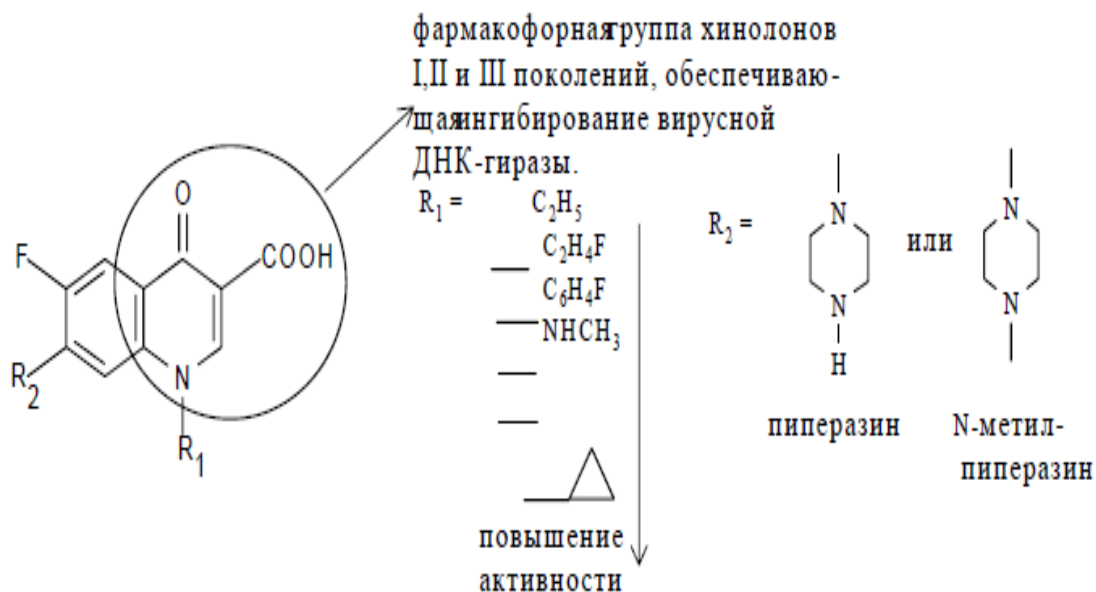 фармакофорная группа хинолонов
I,II и III поколений, обеспечиваю-
щая ингибирование вирусной
ДНК-гиразы.
R1 = C2H5
C2H4F
C6H4F
NHCH3
повышение
активности
O
F
COOH
R2
N
R1
R2 =
N
N
H
или
N
N
пиперазин
N-метил-
пиперазин